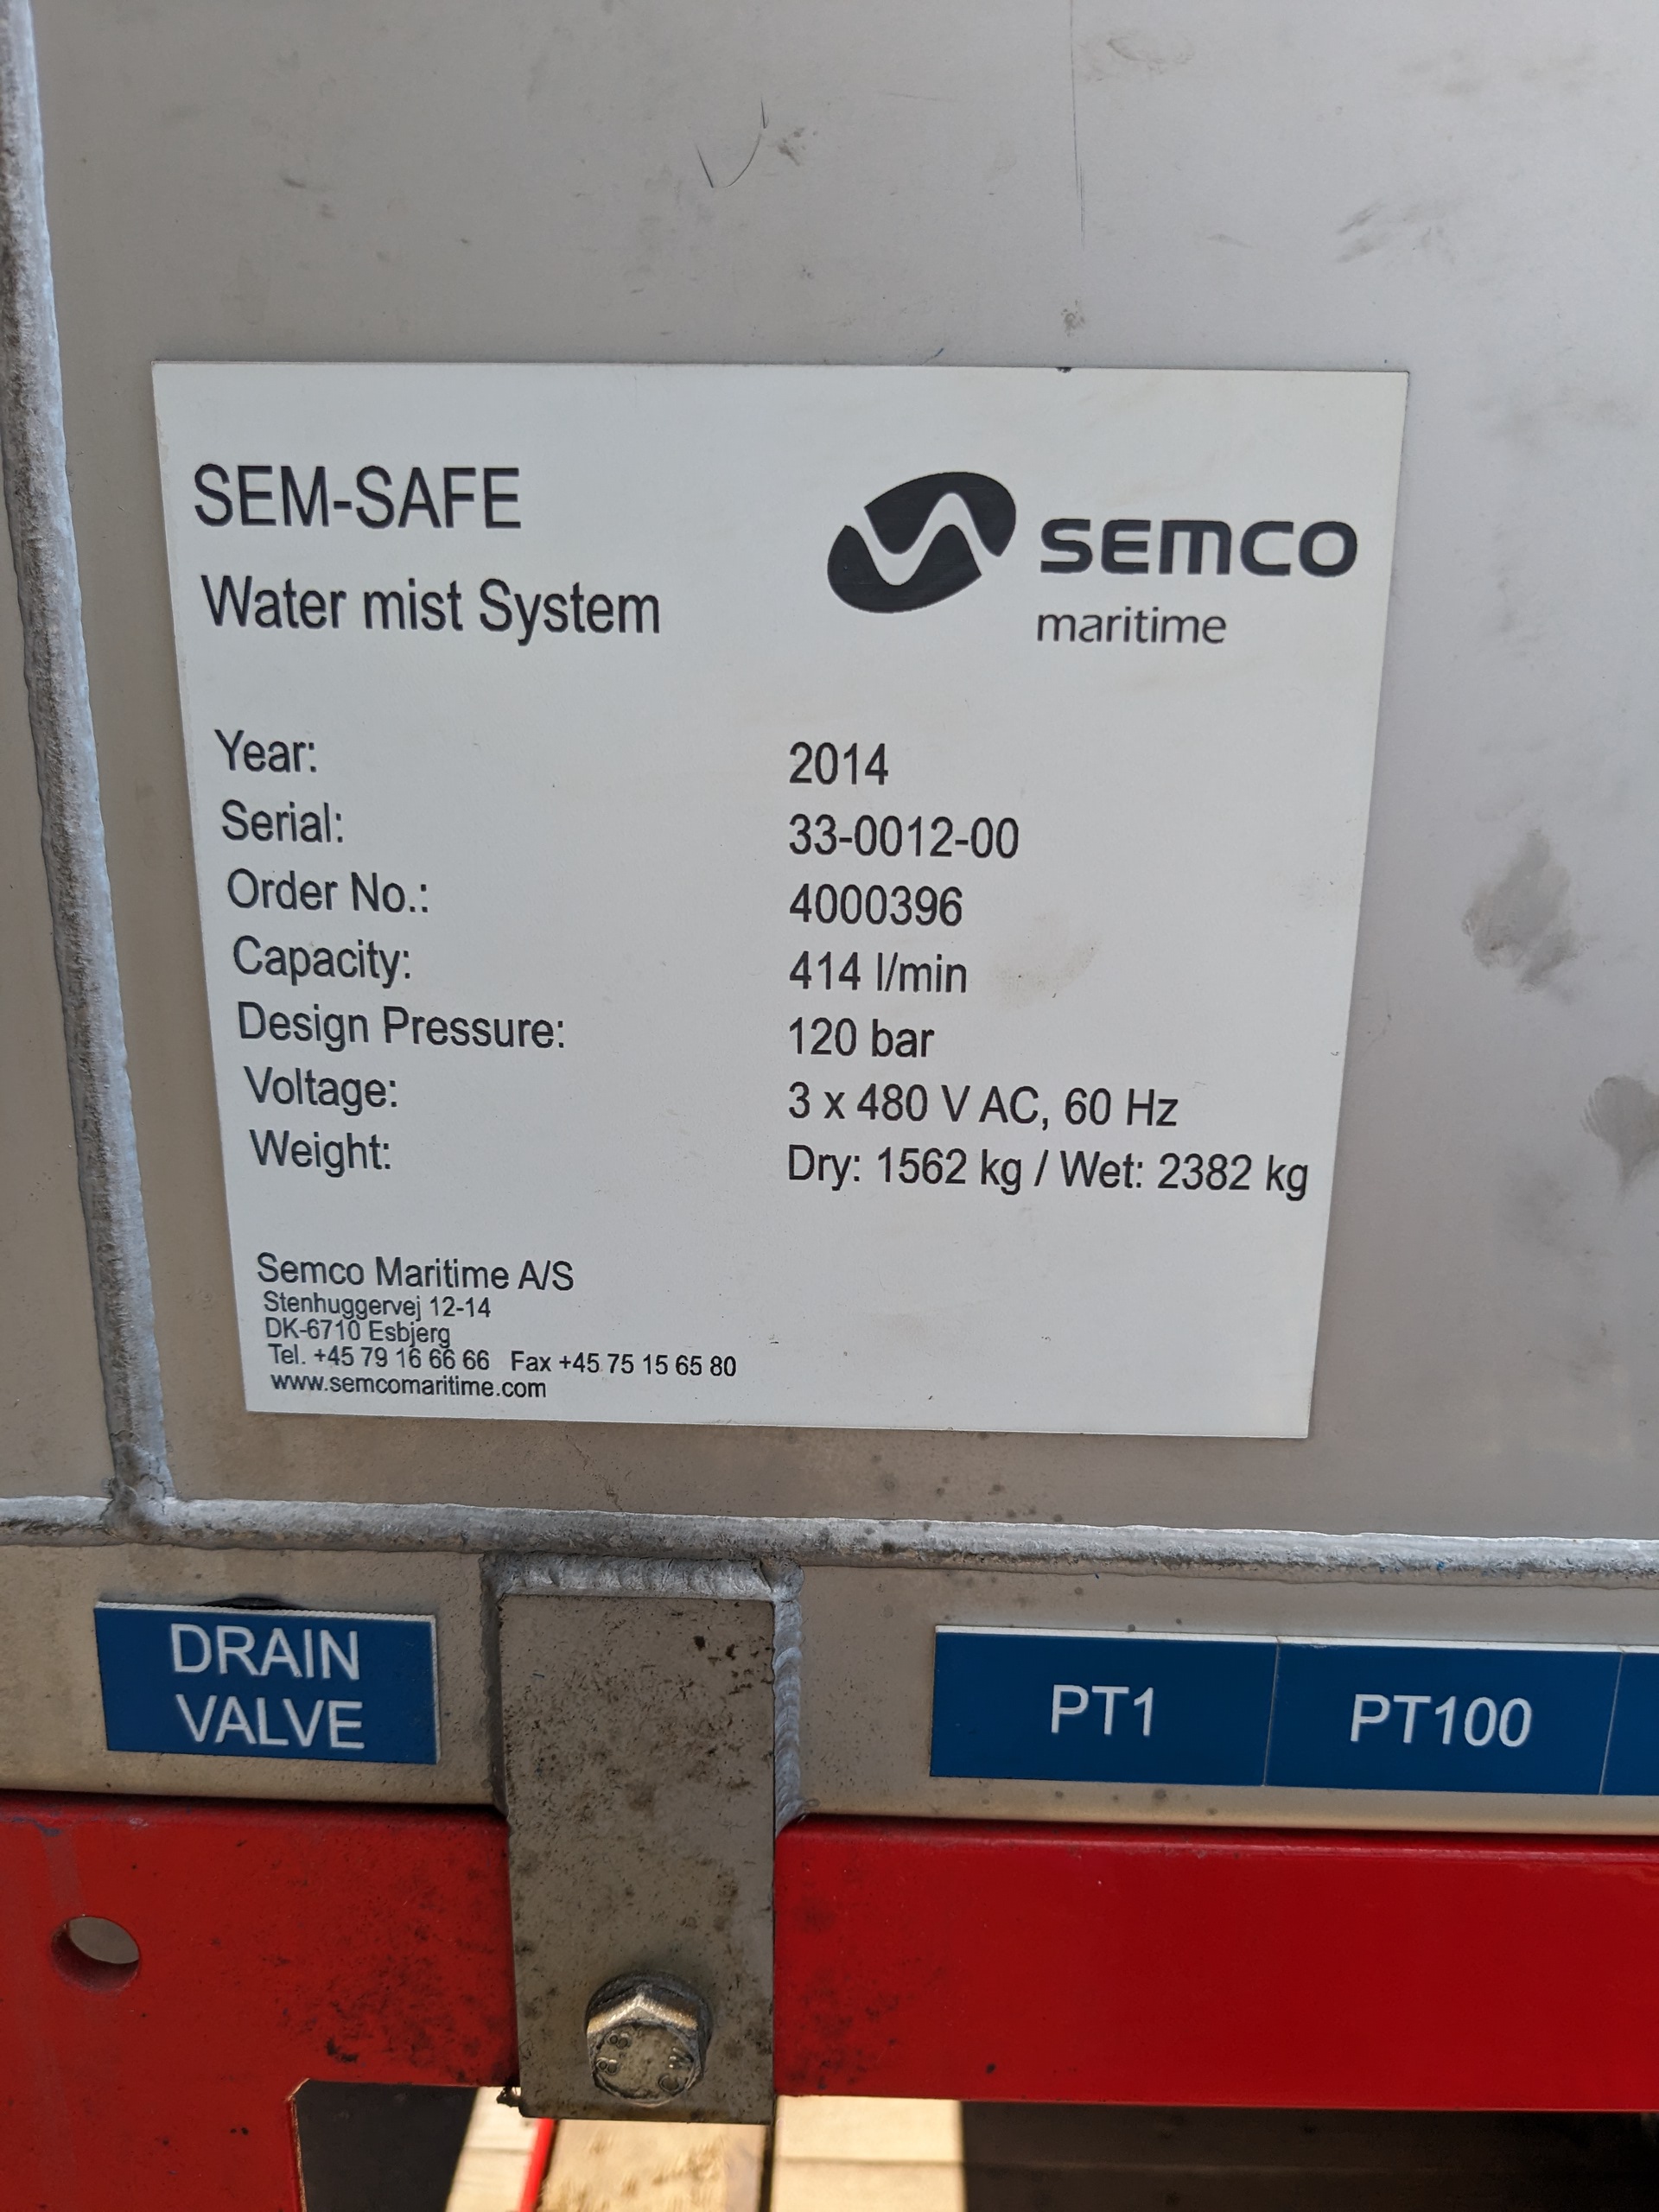 SEM-SAFE
Water mist System
SEMCO
maritime
Year: 2014
Serial: 33-0012-00
Order No.: 4000396
Capacity: 414 l/min
Design Pressure: 120 bar
Voltage: 3 x 480 V AC, 60 Hz
Weight: Dry: 1562 kg / Wet: 2382 kg
Semco Maritime A/S
Stenhuggervej 12-14
DK-6710 Esbjerg
Tel. +45 79 16 66 66 Fax +45 75 15 65 80
www.semcomaritime.com
DRAIN
VALVE
PT1
PT100